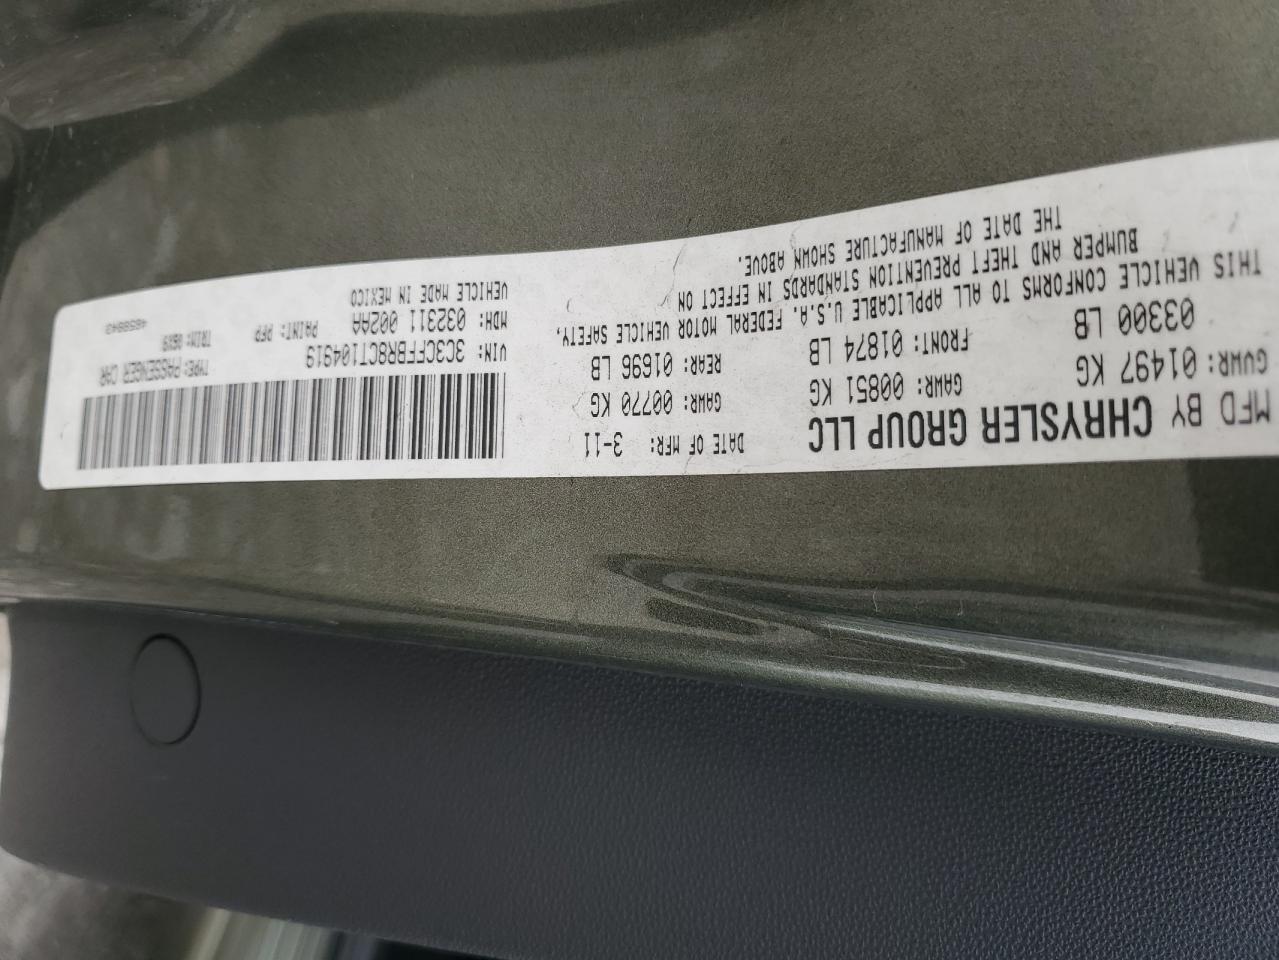 MFD BY CHRYSLER GROUP LLC
DATE OF MFR: 3-11
GVWR: 01497 KG
03300 LB
GAWR: 00851 KG
FRONT: 01874 LB
GAWR: 00770 KG
REAR: 01696 LB
THIS VEHICLE CONFORMS TO ALL APPLICABLE U.S.A. FEDERAL MOTOR VEHICLE SAFETY,
BUMPER AND THEFT PREVENTION STANDARDS IN EFFECT ON
THE DATE OF MANUFACTURE SHOWN ABOVE.
VIN: 3C3CFFBR8CT104919
TYPE: PASSENGER CAR
MDH: 032311 002AA
PAINT: PFP
TRIM:
VEHICLE MADE IN MEXICO